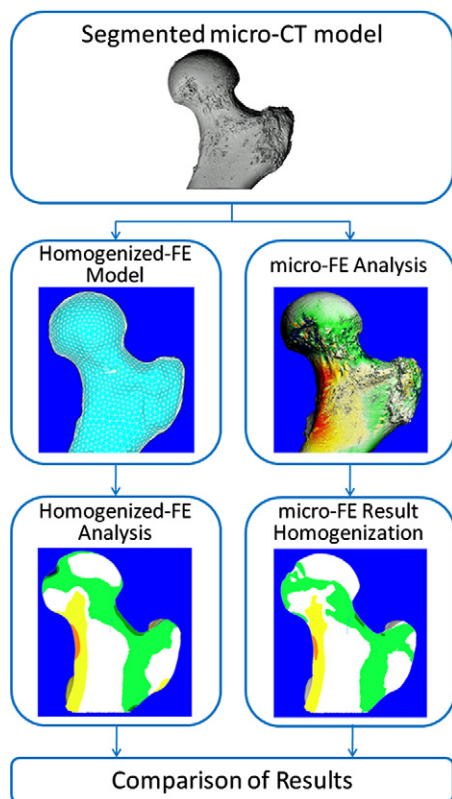 Segmented micro-CT model
Homogenized-FE
Model
micro-FE Analysis
Homogenized-FE
Analysis
micro-FE Result
Homogenization
Comparison of Results